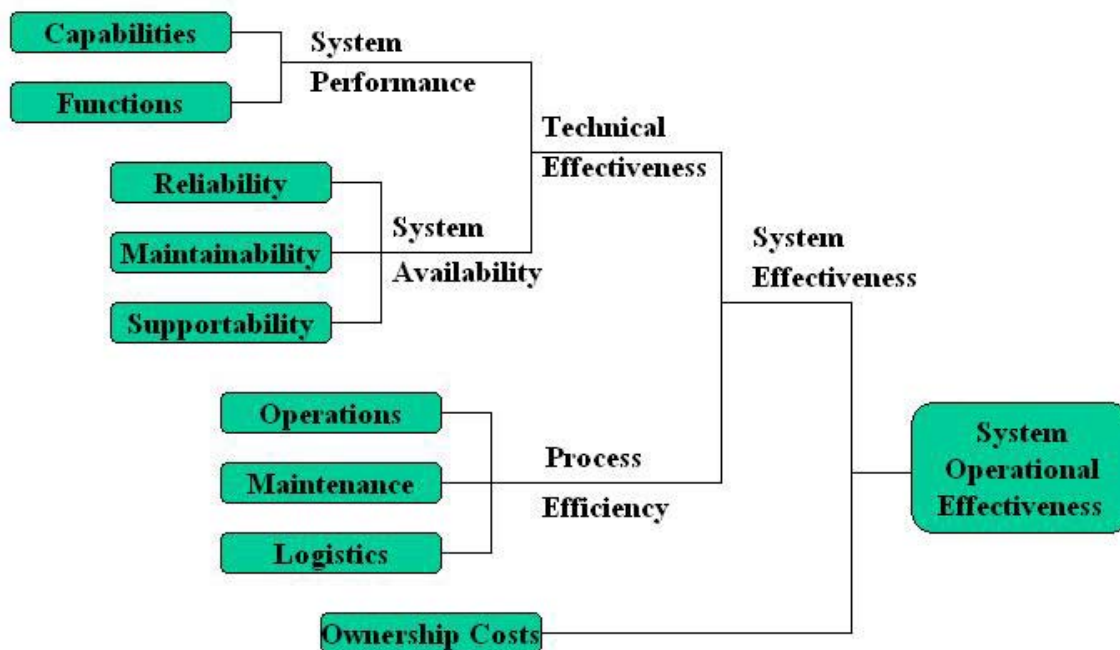 Capabilities
Functions
System
Performance
Reliability
Maintainability
Supportability
System
Availability
Technical
Effectiveness
Operations
Maintenance
Logistics
Process
Efficiency
System
Effectiveness
Ownership Costs
System
Operational
Effectiveness